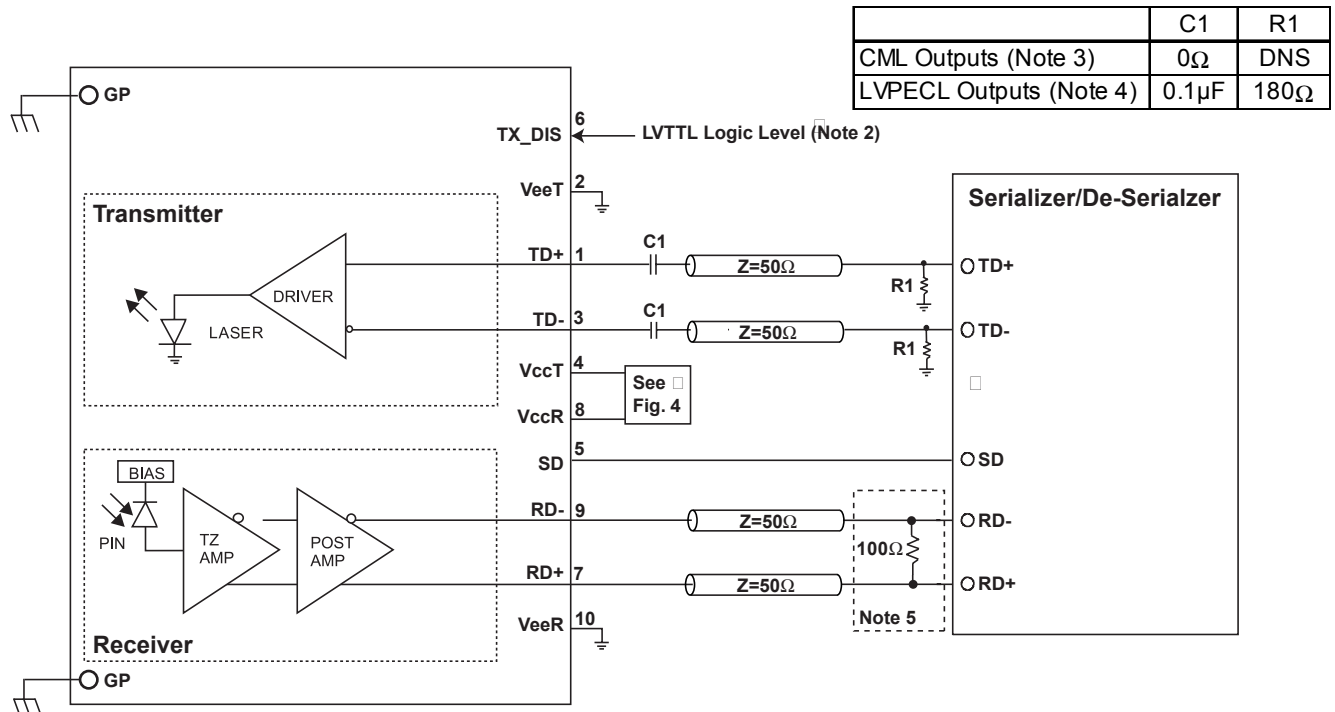 C1 R1
CML Outputs (Note 3) 0Ω DNS
LVPECL Outputs (Note 4) 0.1µF 180Ω
GP
TX_DIS 6 LVTTL Logic Level (Note 2)
VeeT 2
Transmitter
Serializer/De-Serialzer
TD+ 1 C1 Z=50Ω R1 TD+
DRIVER
LASER
TD- 3 C1 Z=50Ω R1 TD-
VccT 4
See
Fig. 4
VccR 8
SD 5 SD
BIAS
PIN
TZ
AMP
POST
AMP
RD- 9 Z=50Ω RD-
100Ω
RD+ 7 Z=50Ω RD+
Note 5
VeeR 10
Receiver
GP